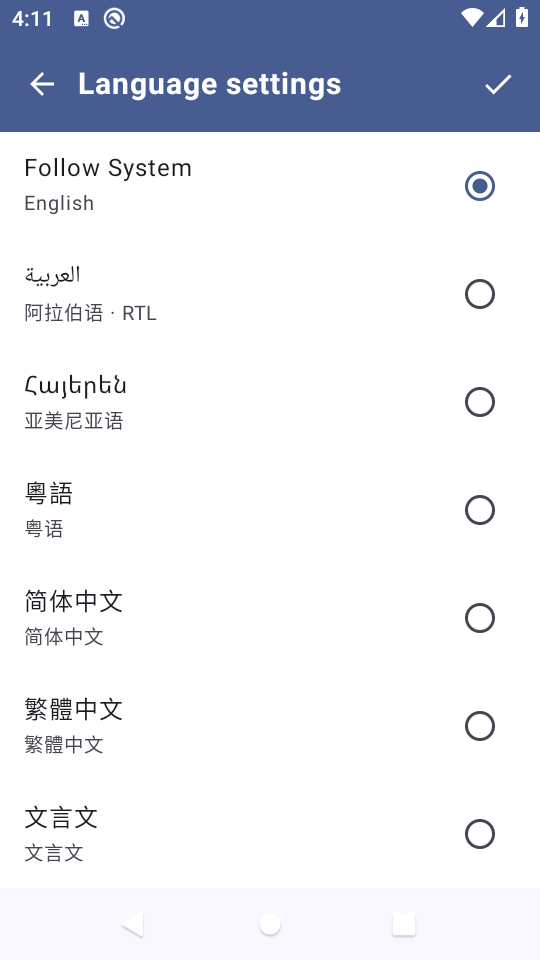 4:11
Language settings
Follow System
English
العربية
阿拉伯语 · RTL
Հայերեն
亚美尼亚语
粵語
粤语
简体中文
简体中文
繁體中文
繁體中文
文言文
文言文